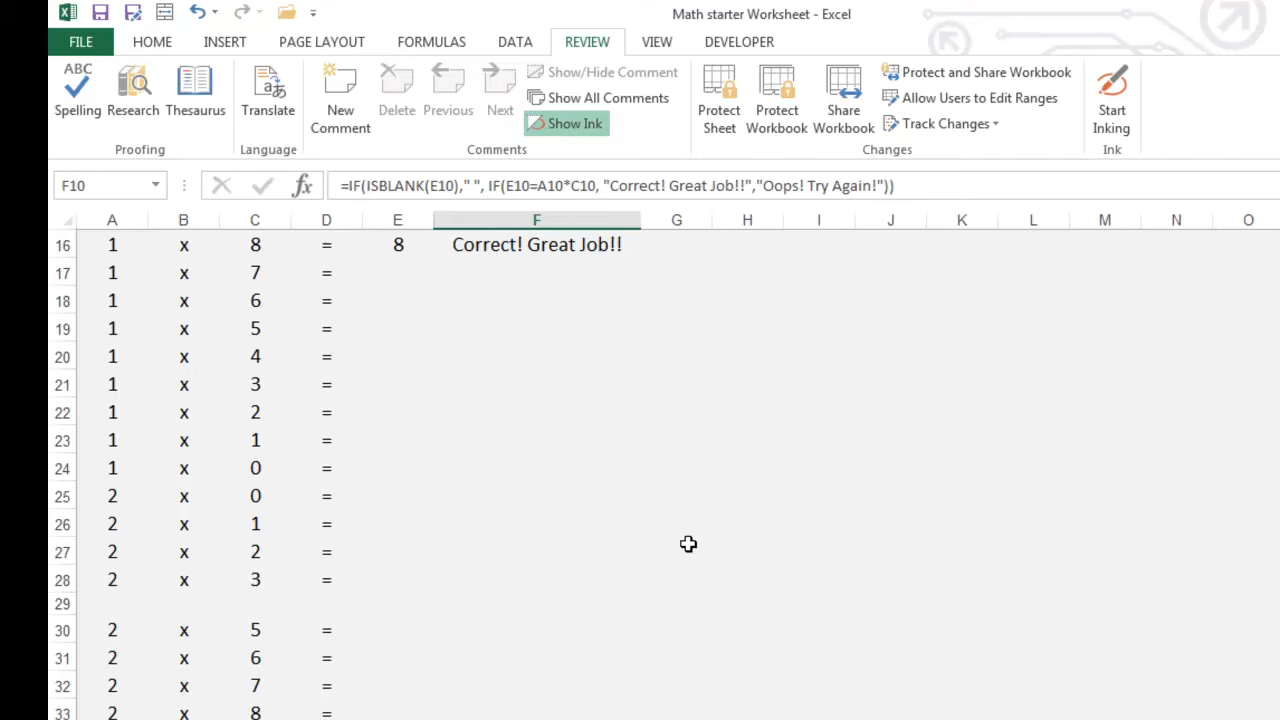 Math starter Worksheet - Excel
FILE HOME INSERT PAGE LAYOUT FORMULAS DATA REVIEW VIEW DEVELOPER
ABC
Spelling Research Thesaurus
Proofing
Translate
Language
New Comment
Delete Previous Next
Show/Hide Comment
Show All Comments
Show Ink
Comments
Protect Sheet
Protect Workbook
Share Workbook
Protect and Share Workbook
Allow Users to Edit Ranges
Track Changes
Changes
Start Inking
Ink
F10 fx =IF(ISBLANK(E10)," ", IF(E10=A10*C10, "Correct! Great Job!!","Oops! Try Again!"))
A B C D E F G H I J K L M N O
16 1 x 8 = 8 Correct! Great Job!!
17 1 x 7 =
18 1 x 6 =
19 1 x 5 =
20 1 x 4 =
21 1 x 3 =
22 1 x 2 =
23 1 x 1 =
24 1 x 0 =
25 2 x 0 =
26 2 x 1 =
27 2 x 2 =
28 2 x 3 =
29
30 2 x 5 =
31 2 x 6 =
32 2 x 7 =
33 2 x 8 =